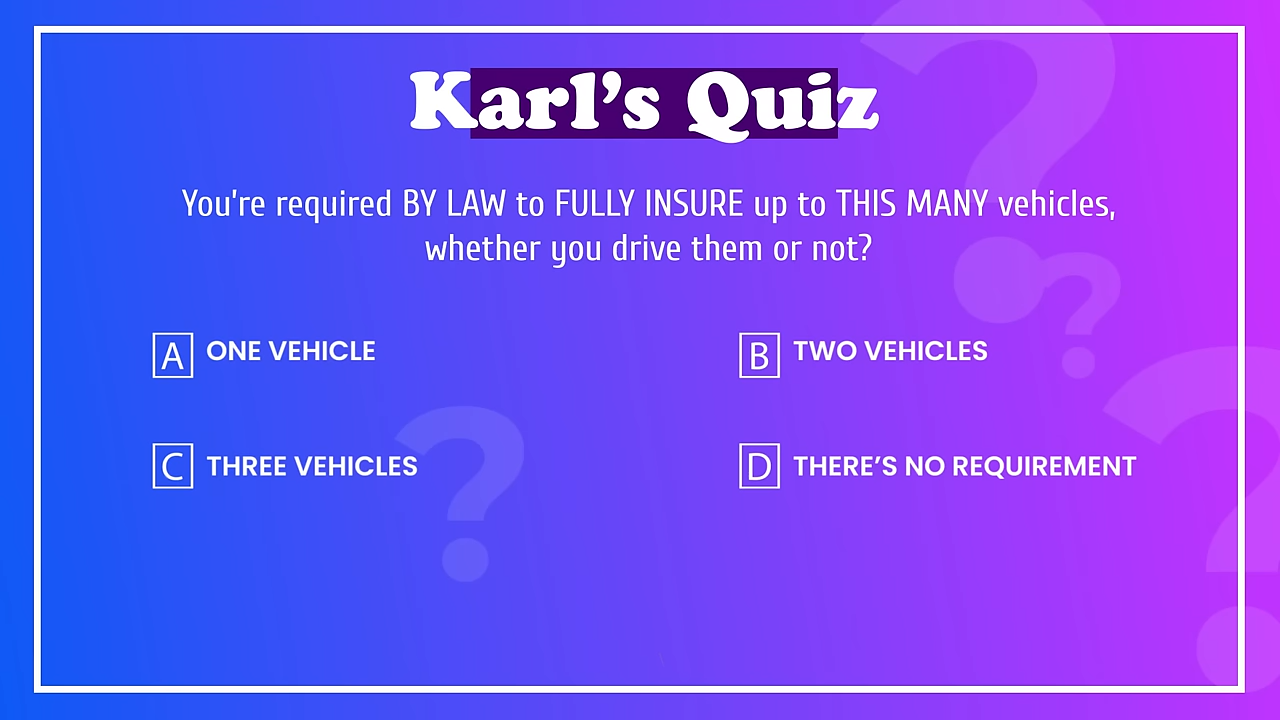 Karl’s Quiz
You're required BY LAW to FULLY INSURE up to THIS MANY vehicles,
whether you drive them or not?
A ONE VEHICLE
B TWO VEHICLES
C THREE VEHICLES
D THERE’S NO REQUIREMENT